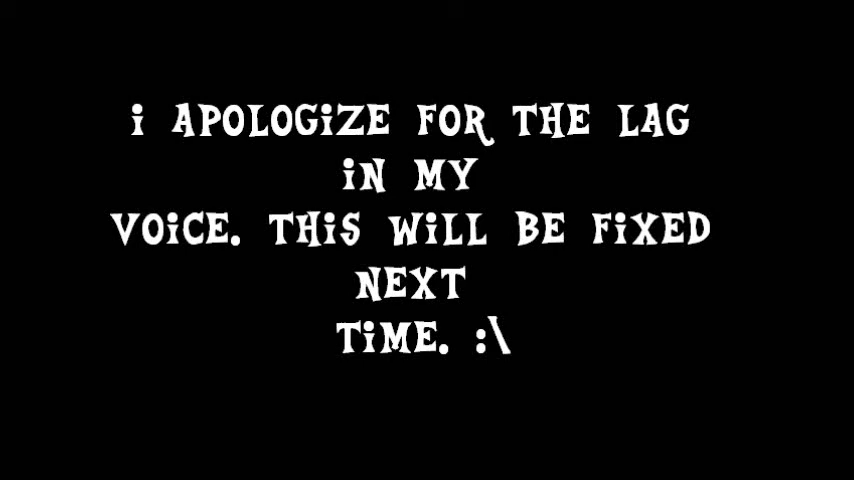 i APOLOGiZE FOR THE LAG
iN MY
VOiCE. THiS WiLL BE FiXED
NEXT
TiME. :\